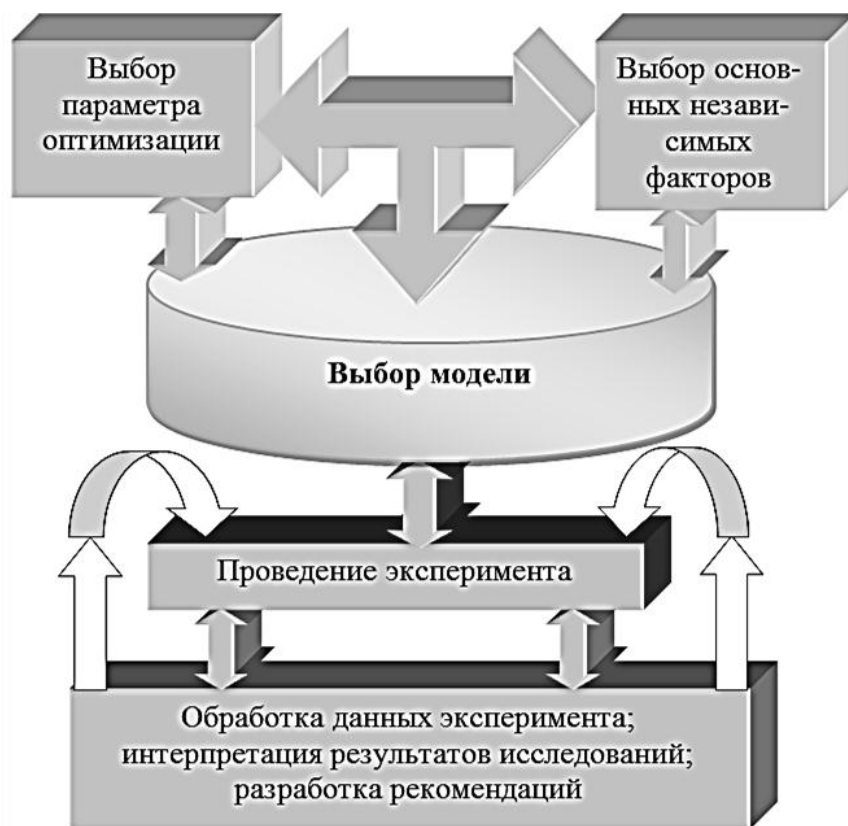 Выбор
параметра
оптимизации
Выбор основ-
ных незави-
симых
факторов
Выбор модели
Проведение эксперимента
Обработка данных эксперимента;
интерпретация результатов исследований;
разработка рекомендаций